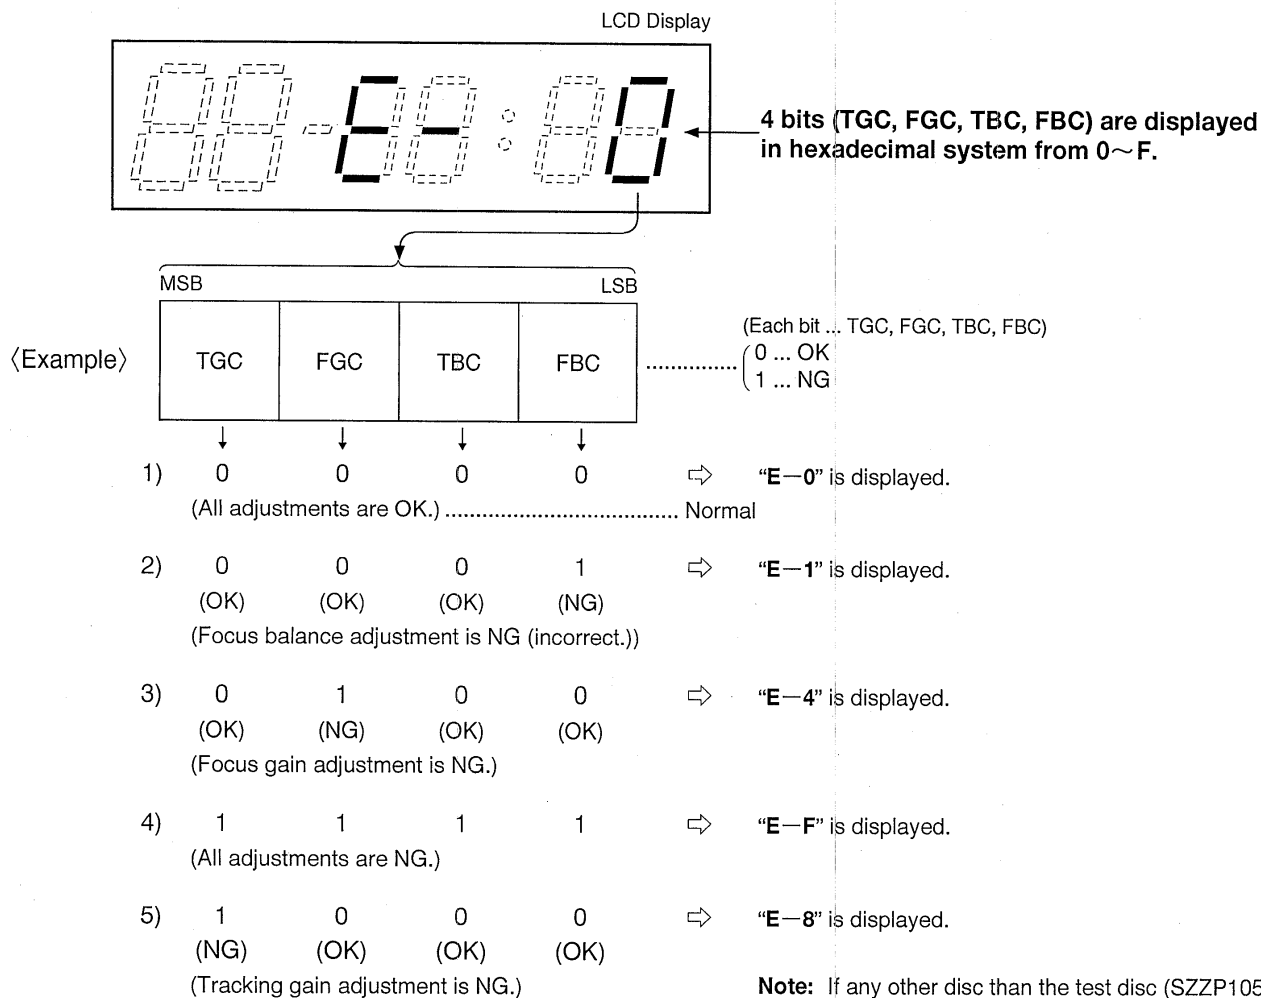 LCD Display
88-E-:80
4 bits (TGC, FGC, TBC, FBC) are displayed
in hexadecimal system from 0~F.
MSB LSB
〈Example〉 TGC FGC TBC FBC
(Each bit ... TGC, FGC, TBC, FBC)
0 ... OK
1 ... NG
1) 0 0 0 0 ⇨ “E—0” is displayed.
(All adjustments are OK.) ...................................... Normal
2) 0 0 0 1 ⇨ “E—1” is displayed.
(OK) (OK) (OK) (NG)
(Focus balance adjustment is NG (incorrect.))
3) 0 1 0 0 ⇨ “E—4” is displayed.
(OK) (NG) (OK) (OK)
(Focus gain adjustment is NG.)
4) 1 1 1 1 ⇨ “E—F” is displayed.
(All adjustments are NG.)
5) 1 0 0 0 ⇨ “E—8” is displayed.
(NG) (OK) (OK) (OK)
(Tracking gain adjustment is NG.)
Note: If any other disc than the test disc (SZZP105